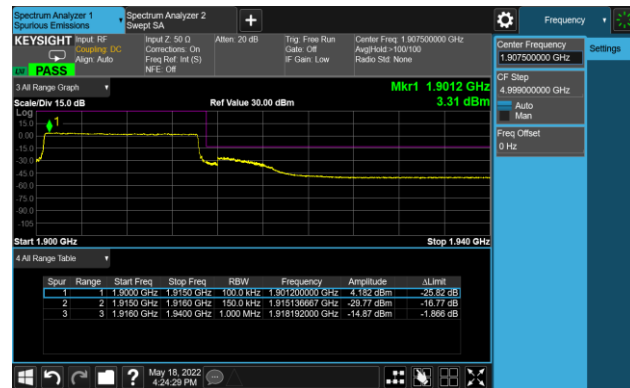 Spectrum Analyzer 1
Spurious Emissions
Spectrum Analyzer 2
Swept SA
Frequency
KEYSIGHT
Input: RF
Coupling: DC
Align: Auto
Input Z: 50 Ω
Corrections: On
Freq Ref: Int (S)
NFE: Off
Atten: 20 dB
Trig: Free Run
Gate: Off
IF Gain: Low
Center Freq: 1.907500000 GHz
Avg|Hold:>100/100
Radio Std: None
PASS
Center Frequency
1.907500000 GHz
Settings
CF Step
4.999000000 GHz
Auto
Man
Freq Offset
0 Hz
3 All Range Graph
Mkr1 1.9012 GHz
Scale/Div 15.0 dB
Ref Value 30.00 dBm
3.31 dBm
Log
15.0
0.00
-15.0
-30.0
-45.0
-60.0
-75.0
-90.0
-105
1
Start 1.900 GHz
Stop 1.940 GHz
4 All Range Table
Spur Range Start Freq Stop Freq RBW Frequency Amplitude ΔLimit
1 1 1.9000 GHz 1.9150 GHz 100.0 kHz 1.901200000 GHz 4.182 dBm -25.82 dB
2 2 1.9150 GHz 1.9160 GHz 150.0 kHz 1.915136667 GHz -29.77 dBm -16.77 dB
3 3 1.9160 GHz 1.9400 GHz 1.000 MHz 1.918192000 GHz -14.87 dBm -1.866 dB
?
May 18, 2022
4:24:29 PM